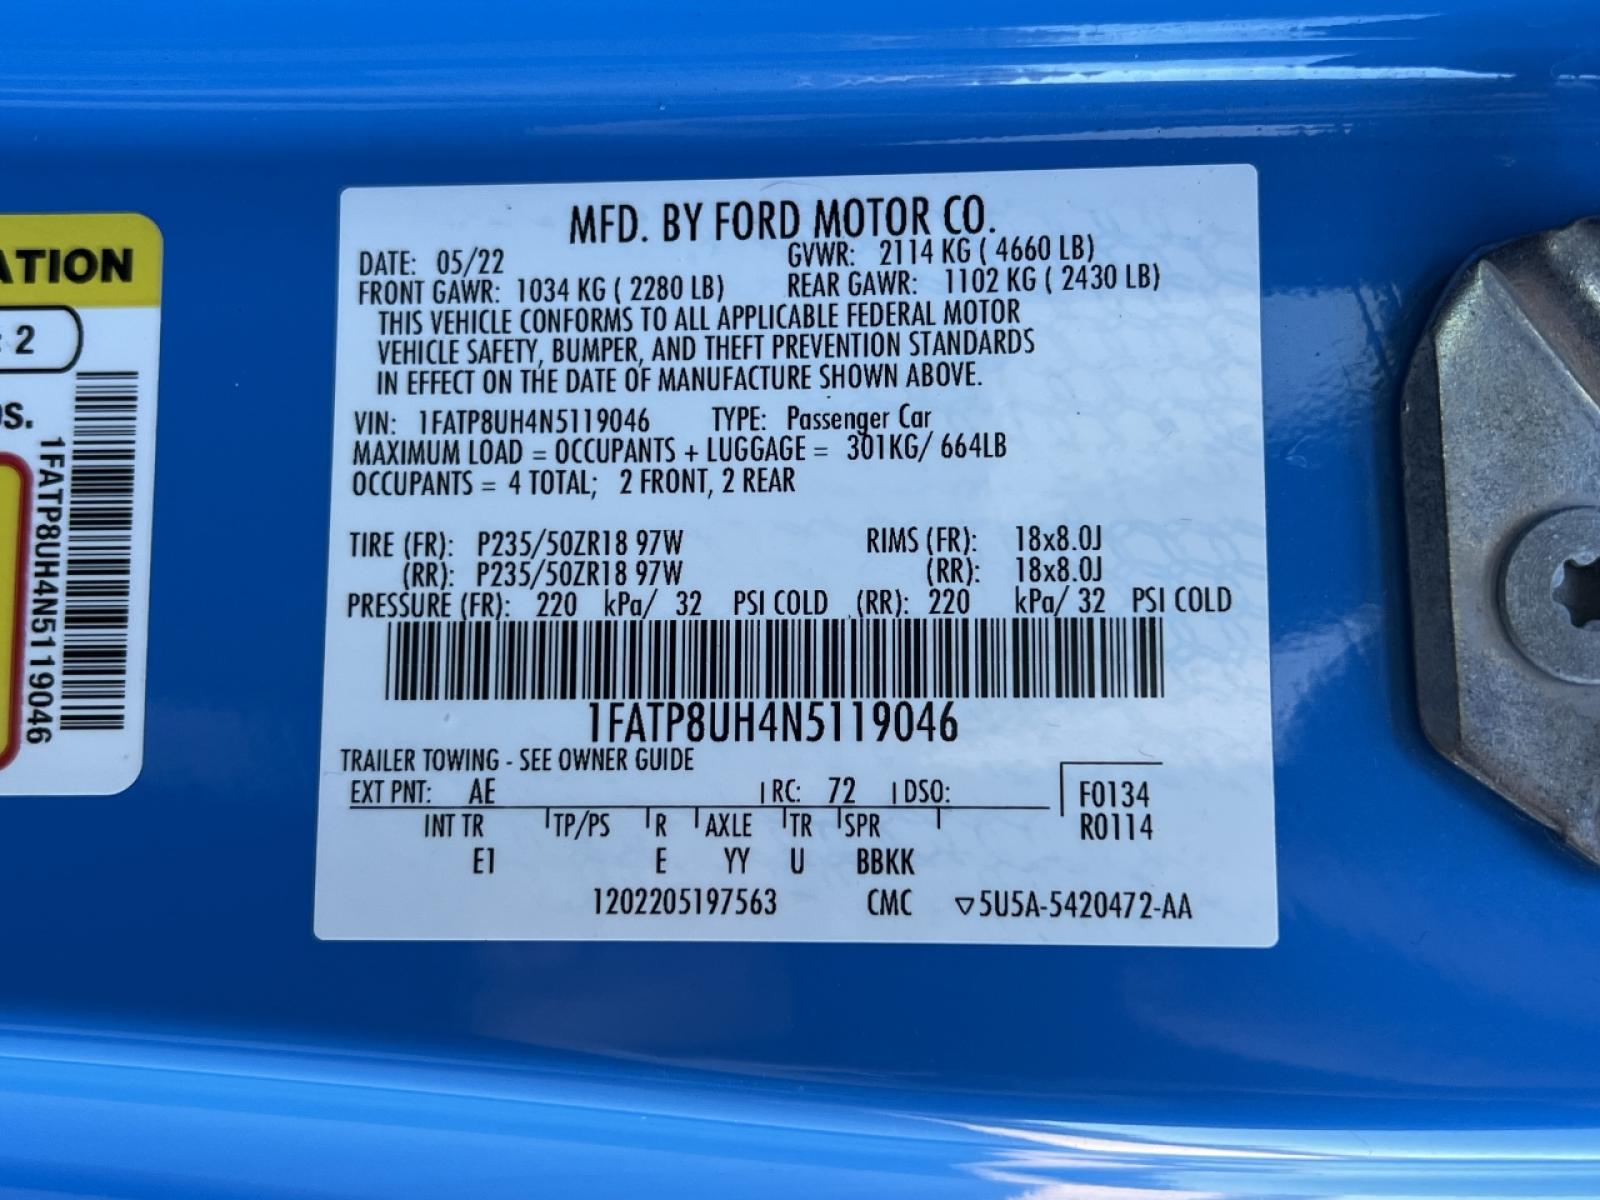 MFD. BY FORD MOTOR CO.
DATE: 05/22 GVWR: 2114 KG ( 4660 LB)
FRONT GAWR: 1034 KG ( 2280 LB) REAR GAWR: 1102 KG ( 2430 LB)
THIS VEHICLE CONFORMS TO ALL APPLICABLE FEDERAL MOTOR
VEHICLE SAFETY, BUMPER, AND THEFT PREVENTION STANDARDS
IN EFFECT ON THE DATE OF MANUFACTURE SHOWN ABOVE.
VIN: 1FATP8UH4N5119046 TYPE: Passenger Car
MAXIMUM LOAD = OCCUPANTS + LUGGAGE = 301KG/ 664LB
OCCUPANTS = 4 TOTAL; 2 FRONT, 2 REAR
TIRE (FR): P235/50ZR18 97W RIMS (FR): 18x8.0J
(RR): P235/50ZR18 97W (RR): 18x8.0J
PRESSURE (FR): 220 kPa/ 32 PSI COLD (RR): 220 kPa/ 32 PSI COLD
1FATP8UH4N5119046
TRAILER TOWING - SEE OWNER GUIDE
EXT PNT: AE RC: 72 DSO: F0134
INT TR TP/PS R AXLE TR SPR R0114
E1 E YY U BBKK
1202205197563 CMC ▽5U5A-5420472-AA
ATION
: 2
OS.
1FATP8UH4N5119046